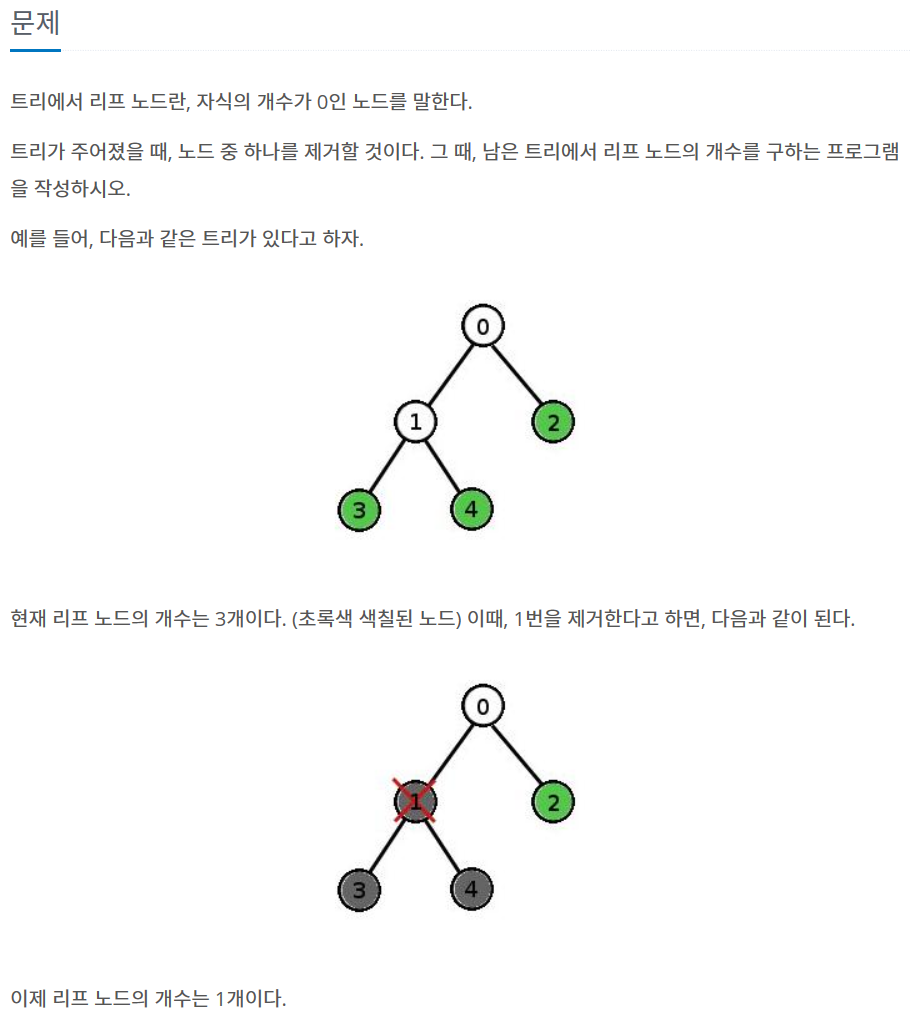 문제
트리에서 리프 노드란, 자식의 개수가 0인 노드를 말한다.
트리가 주어졌을 때, 노드 중 하나를 제거할 것이다. 그 때, 남은 트리에서 리프 노드의 개수를 구하는 프로그램
을 작성하시오.
예를 들어, 다음과 같은 트리가 있다고 하자.
0
1
2
3
4
현재 리프 노드의 개수는 3개이다. (초록색 색칠된 노드) 이때, 1번을 제거한다고 하면, 다음과 같이 된다.
0
1
2
3
4
이제 리프 노드의 개수는 1개이다.